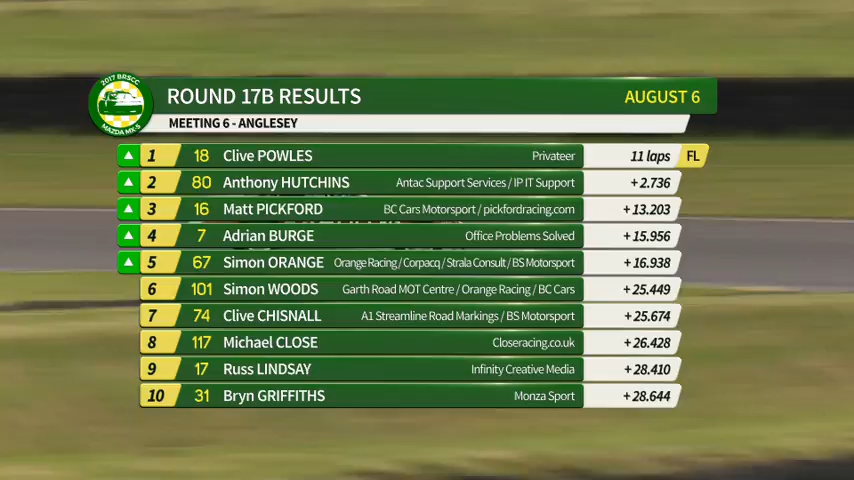 2017 BRSCC
MAZDA MX-5
ROUND 17B RESULTS AUGUST 6
MEETING 6 - ANGLESEY
1 18 Clive POWLES Privateer 11 laps FL
2 80 Anthony HUTCHINS Antac Support Services / IP IT Support + 2.736
3 16 Matt PICKFORD BC Cars Motorsport / pickfordracing.com + 13.203
4 7 Adrian BURGE Office Problems Solved + 15.956
5 67 Simon ORANGE Orange Racing / Corpacq / Strala Consult / BS Motorsport + 16.938
6 101 Simon WOODS Garth Road MOT Centre / Orange Racing / BC Cars + 25.449
7 74 Clive CHISNALL A1 Streamline Road Markings / BS Motorsport + 25.674
8 117 Michael CLOSE Closeracing.co.uk + 26.428
9 17 Russ LINDSAY Infinity Creative Media + 28.410
10 31 Bryn GRIFFITHS Monza Sport + 28.644